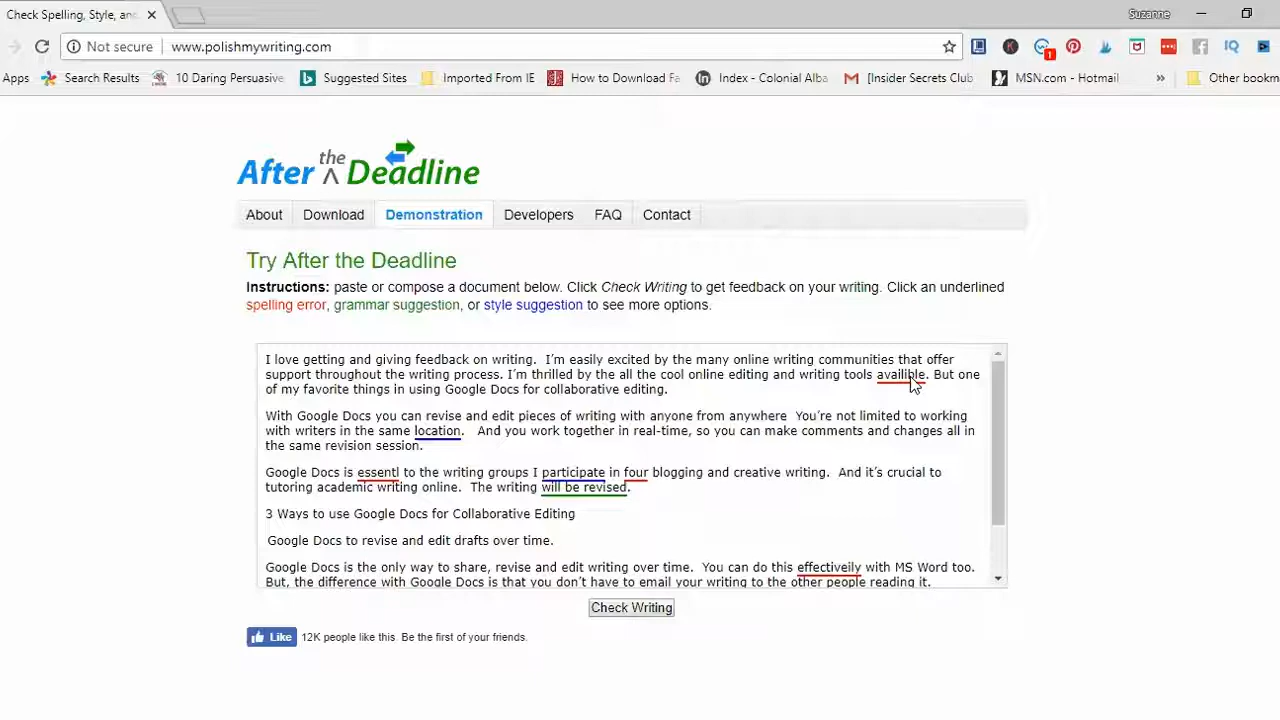 Check Spelling, Style, an
Suzanne
Not secure www.polishmywriting.com
1
Apps Search Results 10 Daring Persuasive Suggested Sites Imported From IE How to Download Fa Index - Colonial Alba [Insider Secrets Club MSN.com - Hotmail » Other bookm
After the Deadline
About Download Demonstration Developers FAQ Contact
Try After the Deadline
Instructions: paste or compose a document below. Click Check Writing to get feedback on your writing. Click an underlined
spelling error, grammar suggestion, or style suggestion to see more options.
I love getting and giving feedback on writing. I'm easily excited by the many online writing communities that offer
support throughout the writing process. I'm thrilled by the all the cool online editing and writing tools availible. But one
of my favorite things in using Google Docs for collaborative editing.
With Google Docs you can revise and edit pieces of writing with anyone from anywhere You're not limited to working
with writers in the same location. And you work together in real-time, so you can make comments and changes all in
the same revision session.
Google Docs is essentl to the writing groups I participate in four blogging and creative writing. And it's crucial to
tutoring academic writing online. The writing will be revised.
3 Ways to use Google Docs for Collaborative Editing
Google Docs to revise and edit drafts over time.
Google Docs is the only way to share, revise and edit writing over time. You can do this effectiveily with MS Word too.
But, the difference with Google Docs is that you don't have to email your writing to the other people reading it.
Check Writing
Like 12K people like this. Be the first of your friends.